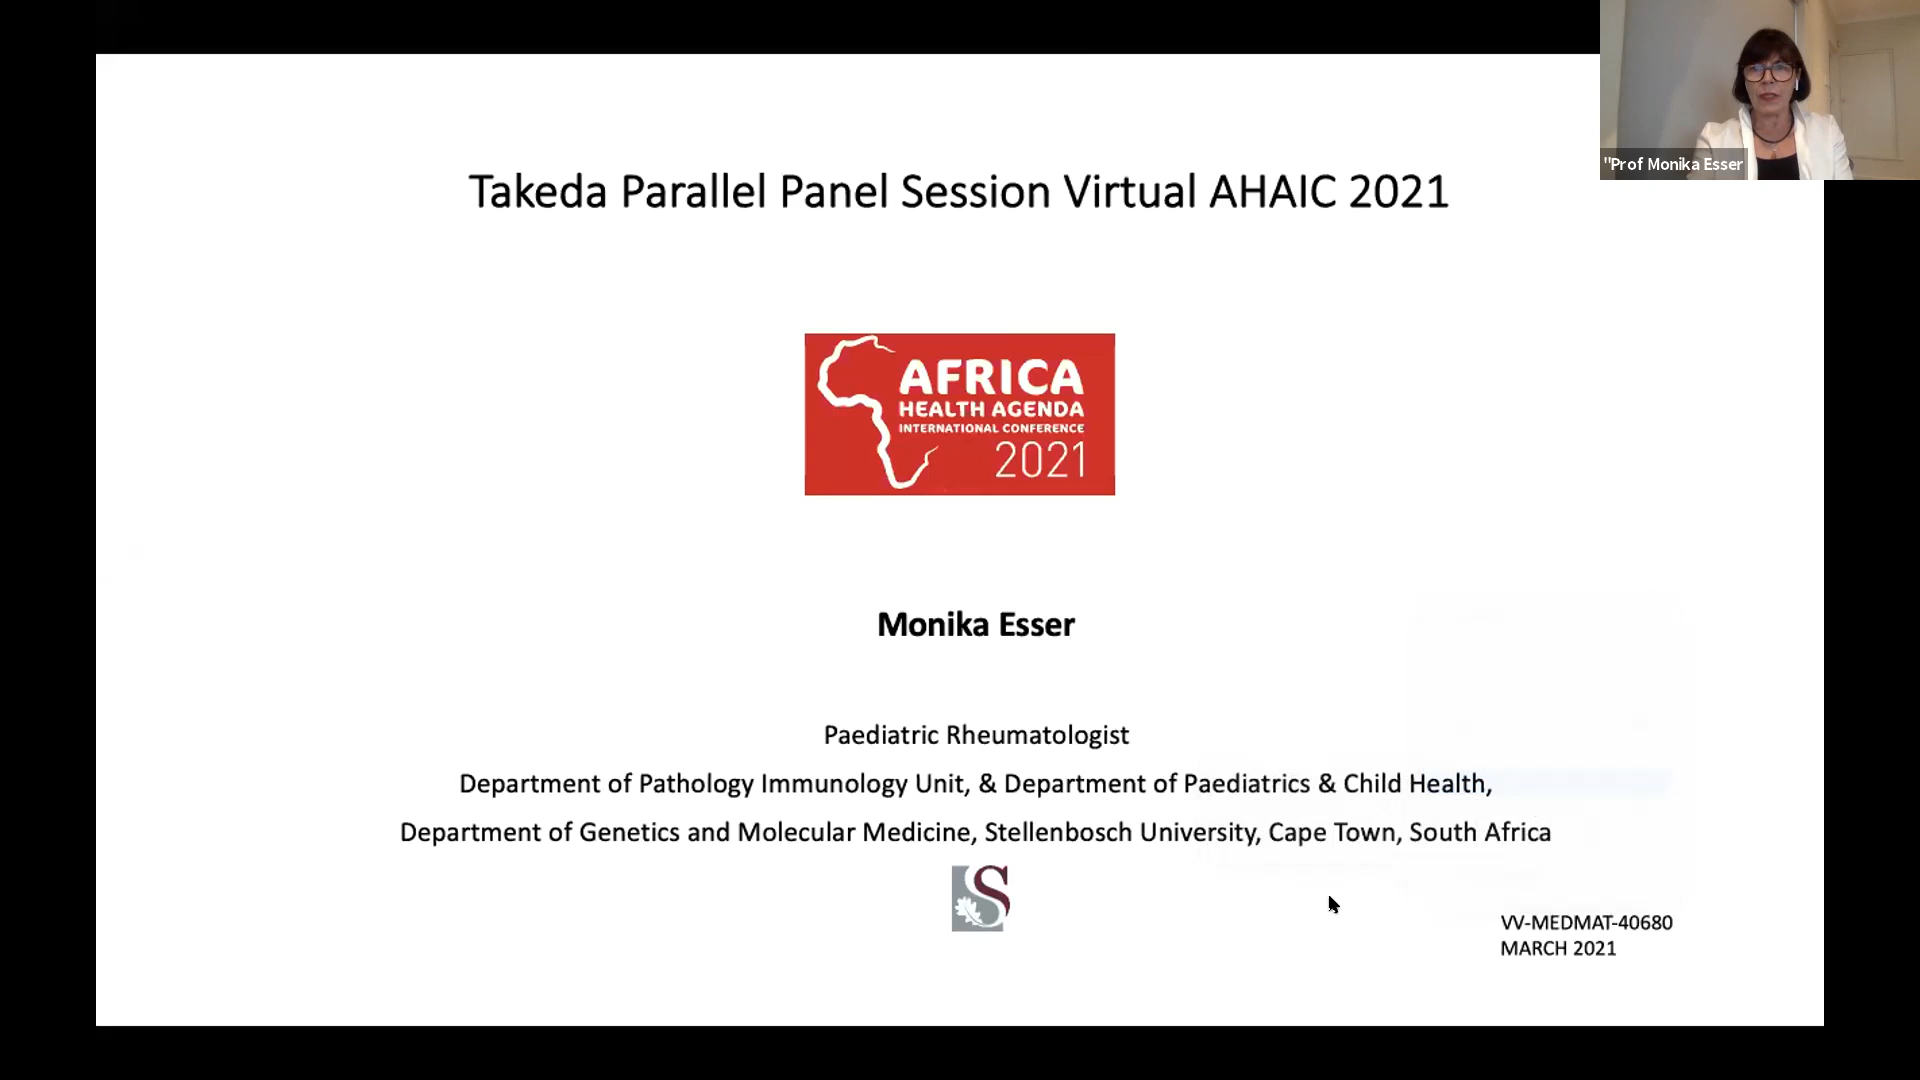 "Prof Monika Esser
Takeda Parallel Panel Session Virtual AHAIC 2021
AFRICA
HEALTH AGENDA
INTERNATIONAL CONFERENCE
2021
Monika Esser
Paediatric Rheumatologist
Department of Pathology Immunology Unit, & Department of Paediatrics & Child Health,
Department of Genetics and Molecular Medicine, Stellenbosch University, Cape Town, South Africa
S
VV-MEDMAT-40680
MARCH 2021